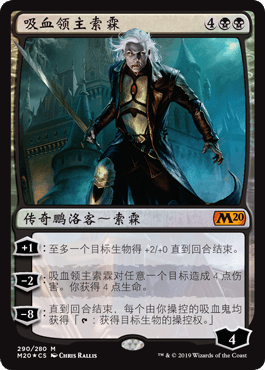 吸血领主索霖 4
传奇鹏洛客～索霖 M20
+1 ：至多一个目标生物得 +2/+0 直到回合结束。
-2 ：吸血领主索霖对任意一个目标造成 4 点伤
害。你获得 4 点生命。
-8 ：直到回合结束，每个由你操控的吸血鬼均
获得「：获得目标生物的操控权。」
4
290/280 M
M20★CS CHRIS RALLIS
™ & © 2019 Wizards of the Coast